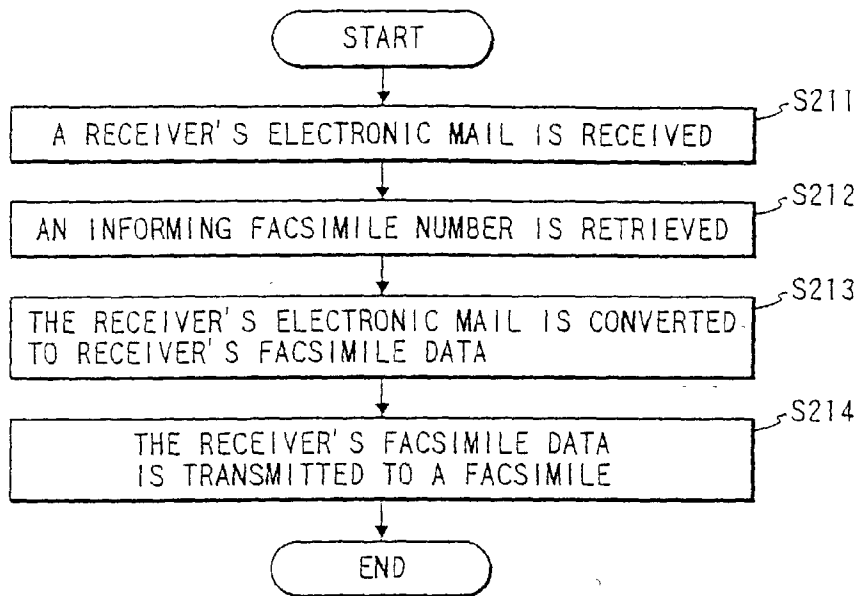 START
S211
A RECEIVER'S ELECTRONIC MAIL IS RECEIVED
S212
AN INFORMING FACSIMILE NUMBER IS RETRIEVED
S213
THE RECEIVER'S ELECTRONIC MAIL IS CONVERTED
TO RECEIVER'S FACSIMILE DATA
S214
THE RECEIVER'S FACSIMILE DATA
IS TRANSMITTED TO A FACSIMILE
END